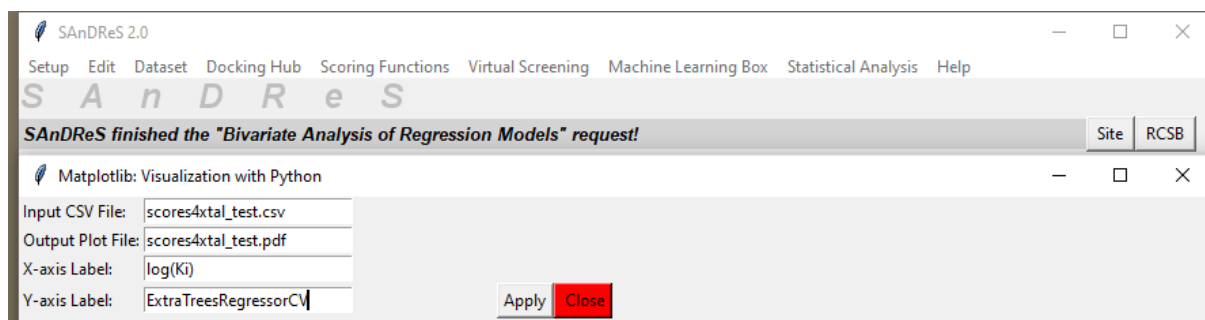 SAnDReS 2.0
Setup Edit Dataset Docking Hub Scoring Functions Virtual Screening Machine Learning Box Statistical Analysis Help
S A n D R e S
SAnDReS finished the "Bivariate Analysis of Regression Models" request! Site RCSB
Matplotlib: Visualization with Python
Input CSV File: scores4xtal_test.csv
Output Plot File: scores4xtal_test.pdf
X-axis Label: log(Ki)
Y-axis Label: ExtraTreesRegressorCV Apply Close